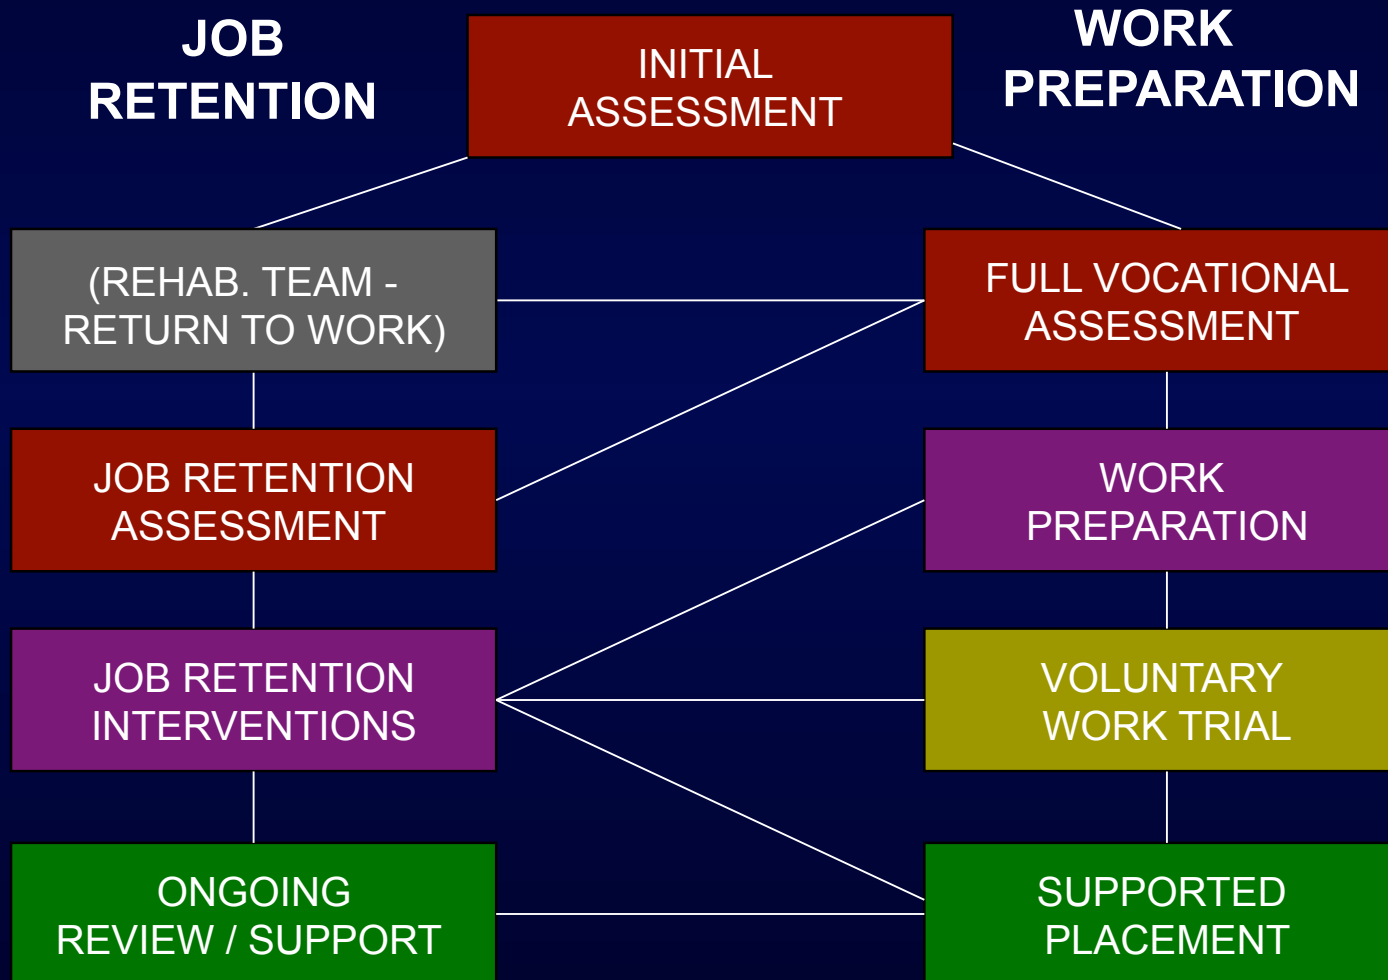 JOB
RETENTION
INITIAL
ASSESSMENT
WORK
PREPARATION
(REHAB. TEAM -
RETURN TO WORK)
FULL VOCATIONAL
ASSESSMENT
JOB RETENTION
ASSESSMENT
WORK
PREPARATION
JOB RETENTION
INTERVENTIONS
VOLUNTARY
WORK TRIAL
ONGOING
REVIEW / SUPPORT
SUPPORTED
PLACEMENT